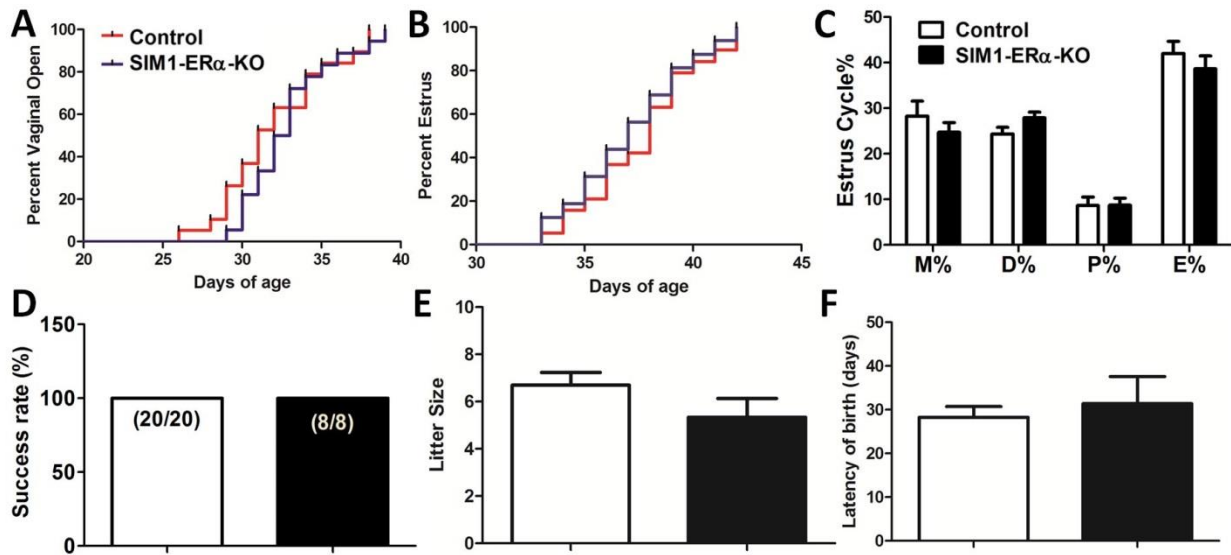 A
Control
SIM1-ERα-KO
Percent Vaginal Open
100
80
60
40
20
0
20
25
30
35
40
Days of age
B
Percent Estrus
100
80
60
40
20
0
30
35
40
45
Days of age
C
Control
SIM1-ERα-KO
Estrus Cycle%
50
40
30
20
10
0
M%
D%
P%
E%
D
Success rate (%)
150
100
50
0
(20/20)
(8/8)
E
Litter Size
10
8
6
4
2
0
F
Latency of birth (days)
50
40
30
20
10
0